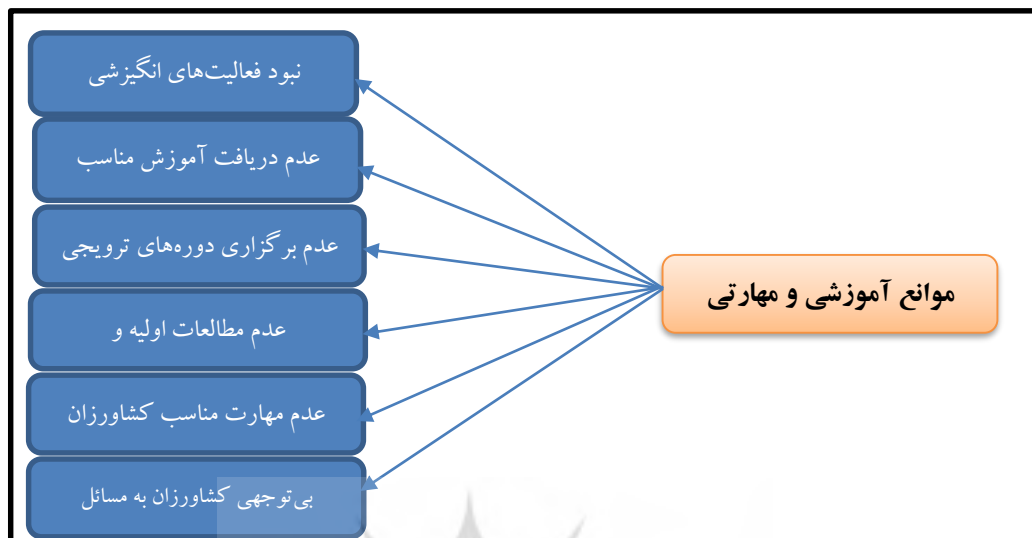 موانع آموزشی و مهارتی
نبود فعالیت‌های انگیزشی
عدم دریافت آموزش مناسب
عدم برگزاری دوره‌های ترویجی
عدم مطالعات اولیه و
عدم مهارت مناسب کشاورزان
بی‌توجهی کشاورزان به مسائل